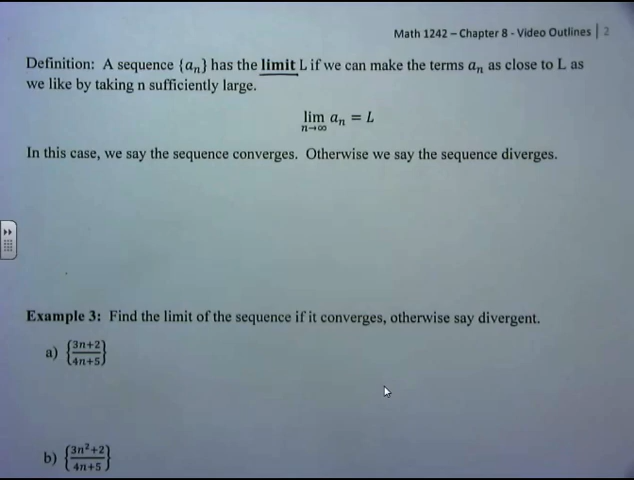 Math 1242 – Chapter 8 - Video Outlines | 2
Definition: A sequence {aₙ} has the limit L if we can make the terms aₙ as close to L as
we like by taking n sufficiently large.
lim aₙ = L
n→∞
In this case, we say the sequence converges. Otherwise we say the sequence diverges.
Example 3: Find the limit of the sequence if it converges, otherwise say divergent.
a) {(3n+2)/(4n+5)}
b) {(3n²+2)/(4n+5)}